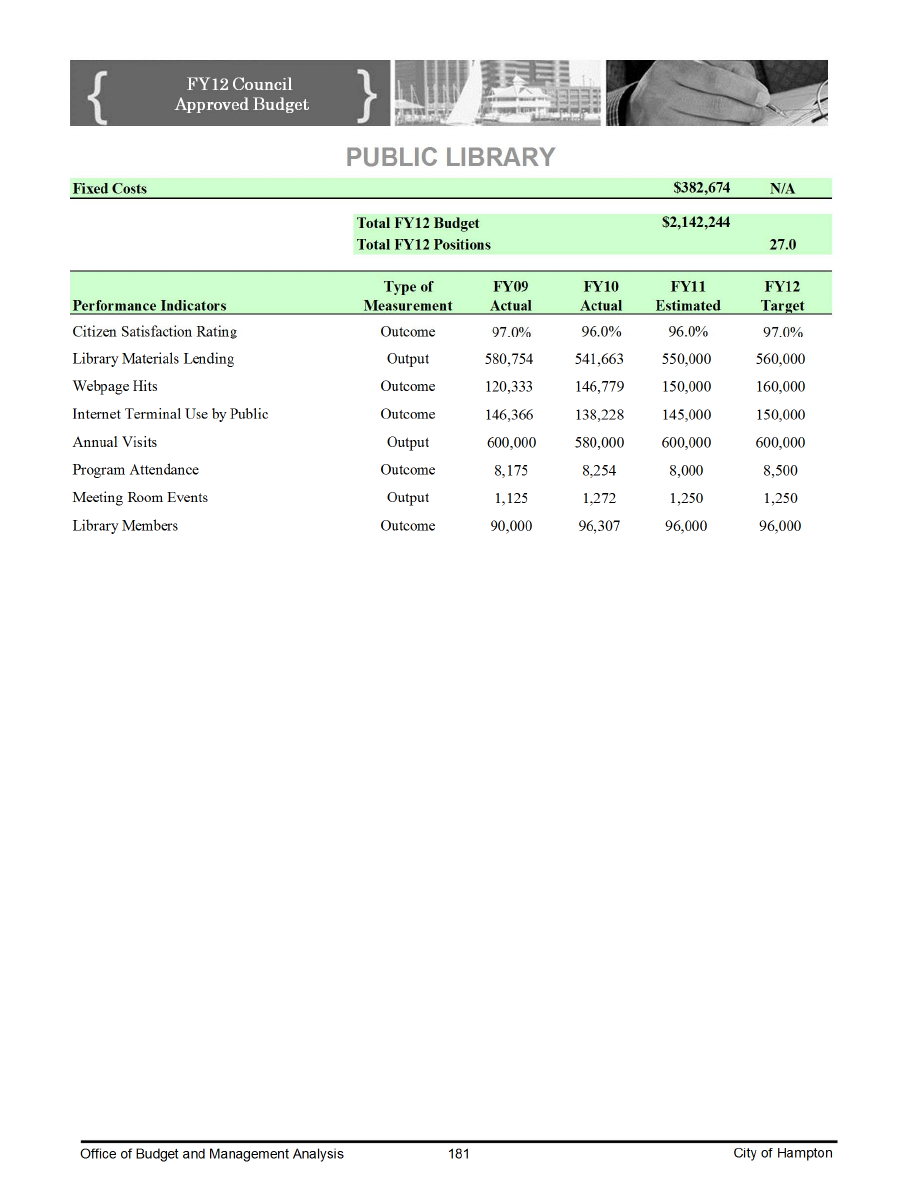 FY12 Council
Approved Budget
PUBLIC LIBRARY
Fixed Costs $382,674 N/A
Total FY12 Budget $2,142,244
Total FY12 Positions 27.0
Type of FY09 FY10 FY11 FY12
Performance Indicators Measurement Actual Actual Estimated Target
Citizen Satisfaction Rating Outcome 97.0% 96.0% 96.0% 97.0%
Library Materials Lending Output 580,754 541,663 550,000 560,000
Webpage Hits Outcome 120,333 146,779 150,000 160,000
Internet Terminal Use by Public Outcome 146,366 138,228 145,000 150,000
Annual Visits Output 600,000 580,000 600,000 600,000
Program Attendance Outcome 8,175 8,254 8,000 8,500
Meeting Room Events Output 1,125 1,272 1,250 1,250
Library Members Outcome 90,000 96,307 96,000 96,000
Office of Budget and Management Analysis 181 City of Hampton